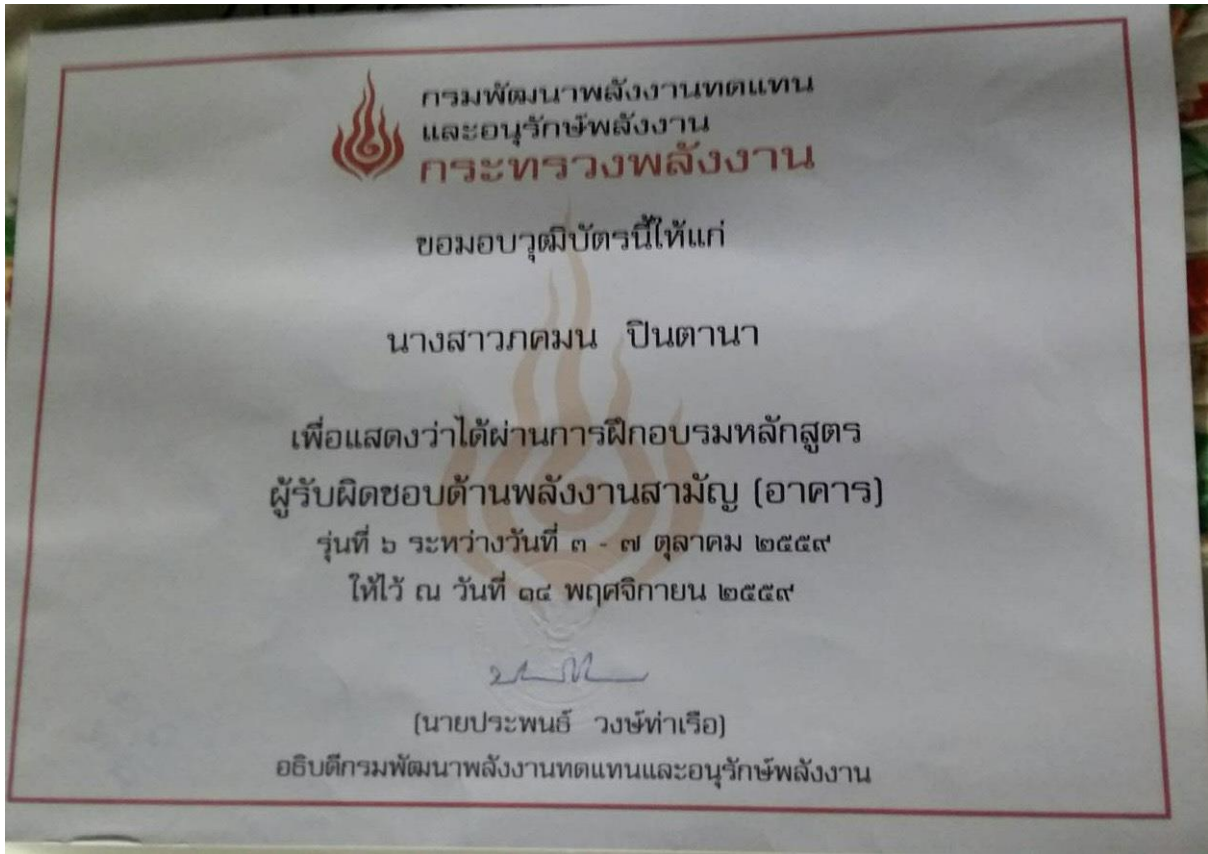 กรมพัฒนาพลังงานทดแทน
และอนุรักษ์พลังงาน
กระทรวงพลังงาน
ขอมอบวุฒิบัตรนี้ให้แก่
นางสาวภคมน ปินตานา
เพื่อแสดงว่าได้ผ่านการฝึกอบรมหลักสูตร
ผู้รับผิดชอบด้านพลังงานสามัญ (อาคาร)
รุ่นที่ ๖ ระหว่างวันที่ ๓ - ๗ ตุลาคม ๒๕๕๙
ให้ไว้ ณ วันที่ ๑๔ พฤศจิกายน ๒๕๕๙
(นายประพนธ์ วงษ์ท่าเรือ)
อธิบดีกรมพัฒนาพลังงานทดแทนและอนุรักษ์พลังงาน